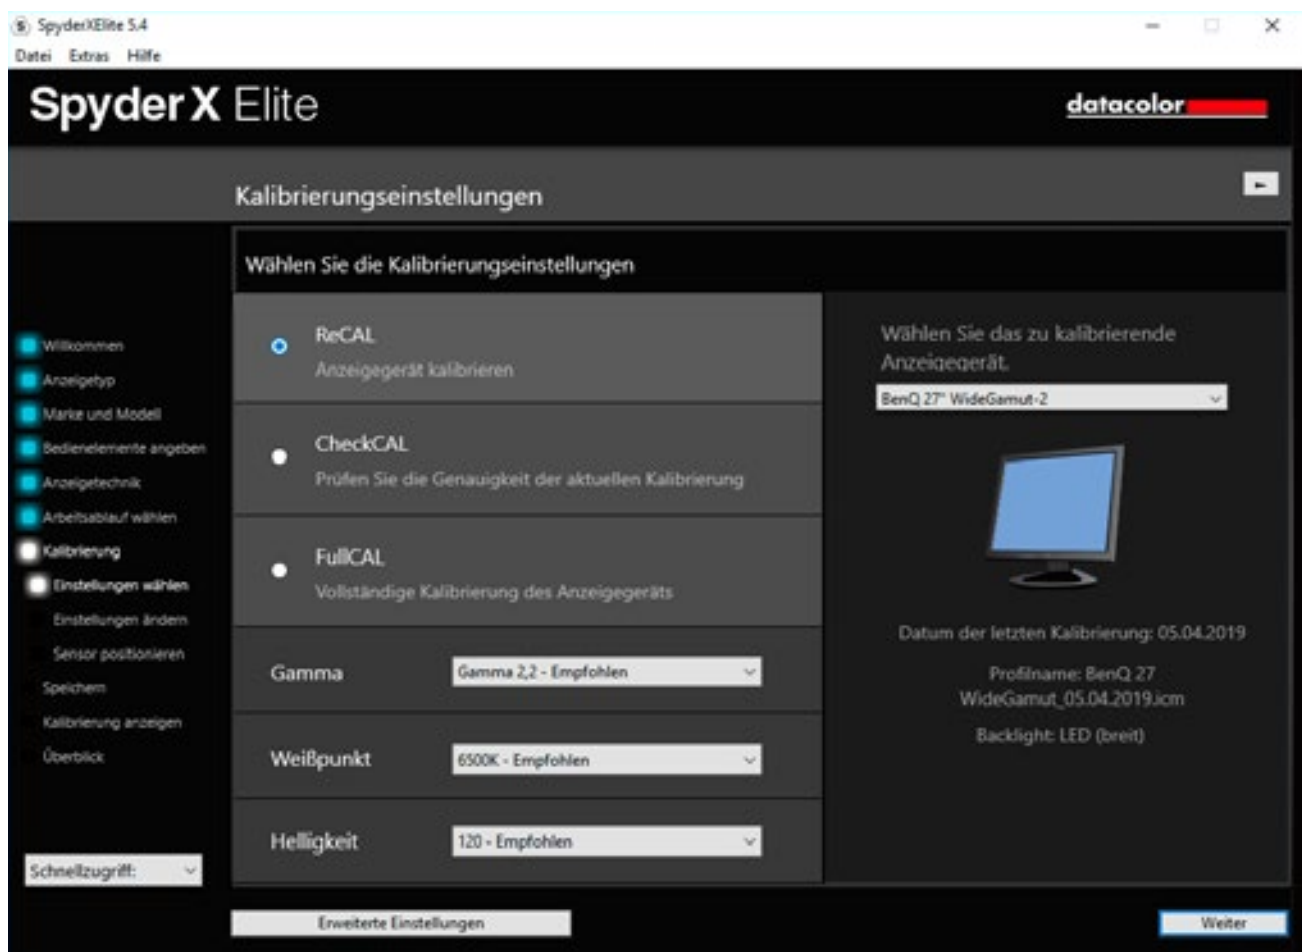 SpyderXElite 5.4
Datei Extras Hilfe
SpyderX Elite
datacolor
Kalibrierungseinstellungen
Wählen Sie die Kalibrierungseinstellungen
Willkommen
Anzeigetyp
Marke und Modell
Bedienelemente angeben
Anzeigetechnik
Arbeitsablauf wählen
Kalibrierung
Einstellungen wählen
Einstellungen ändern
Sensor positionieren
Speichern
Kalibrierung anzeigen
Überblick
Schnellzugriff:
ReCAL
Anzeigegerät kalibrieren
CheckCAL
Prüfen Sie die Genauigkeit der aktuellen Kalibrierung
FullCAL
Vollständige Kalibrierung des Anzeigegeräts
Gamma
Gamma 2,2 - Empfohlen
Weißpunkt
6500K - Empfohlen
Helligkeit
120 - Empfohlen
Wählen Sie das zu kalibrierende
Anzeigegerät.
BenQ 27" WideGamut-2
Datum der letzten Kalibrierung: 05.04.2019
Profilname: BenQ 27
WideGamut_05.04.2019.icm
Backlight: LED (breit)
Erweiterte Einstellungen
Weiter